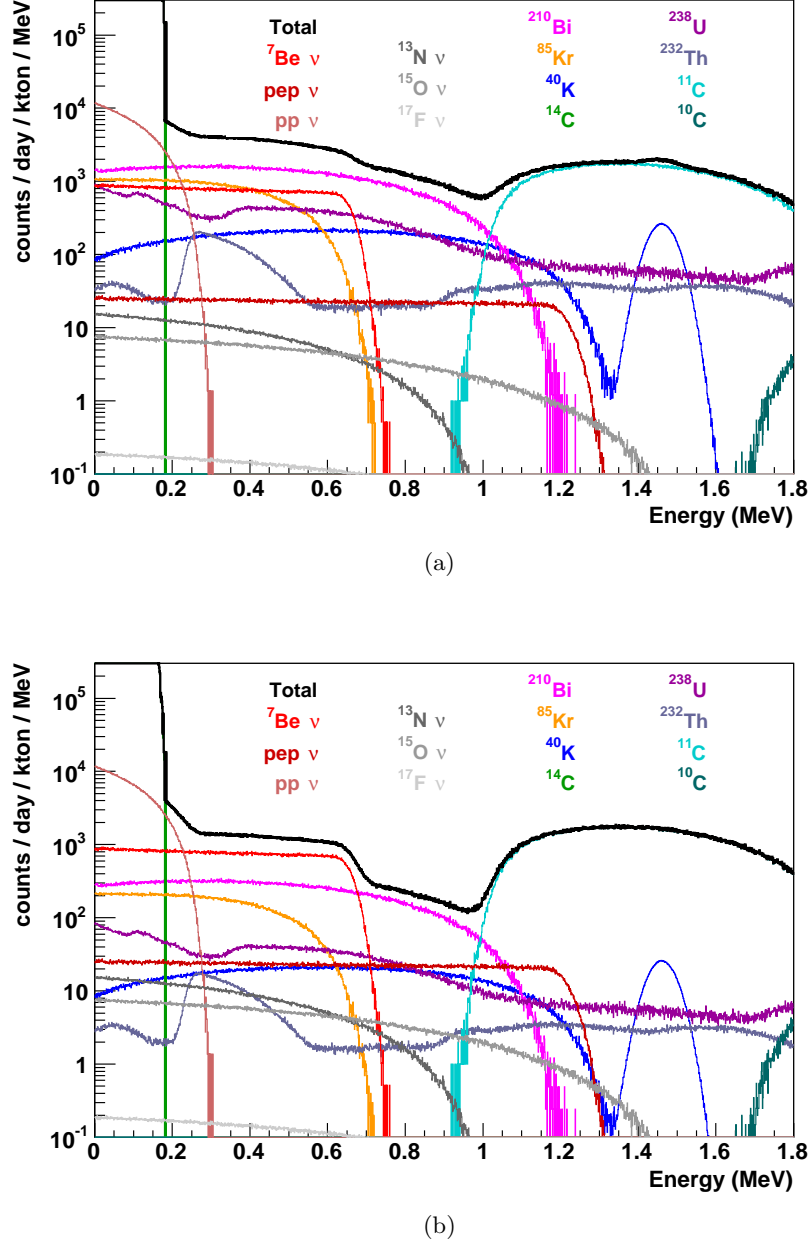 counts / day / kton / MeV
10⁵
10⁴
10³
10²
10
1
10⁻¹
Total ²¹⁰Bi ²³⁸U
⁷Be ν ¹³N ν ⁸⁵Kr ²³²Th
pep ν ¹⁵O ν ⁴⁰K ¹¹C
pp ν ¹⁷F ν ¹⁴C ¹⁰C
0 0.2 0.4 0.6 0.8 1 1.2 1.4 1.6 1.8
Energy (MeV)
(a)
counts / day / kton / MeV
10⁵
10⁴
10³
10²
10
1
10⁻¹
Total ²¹⁰Bi ²³⁸U
⁷Be ν ¹³N ν ⁸⁵Kr ²³²Th
pep ν ¹⁵O ν ⁴⁰K ¹¹C
pp ν ¹⁷F ν ¹⁴C ¹⁰C
0 0.2 0.4 0.6 0.8 1 1.2 1.4 1.6 1.8
Energy (MeV)
(b)